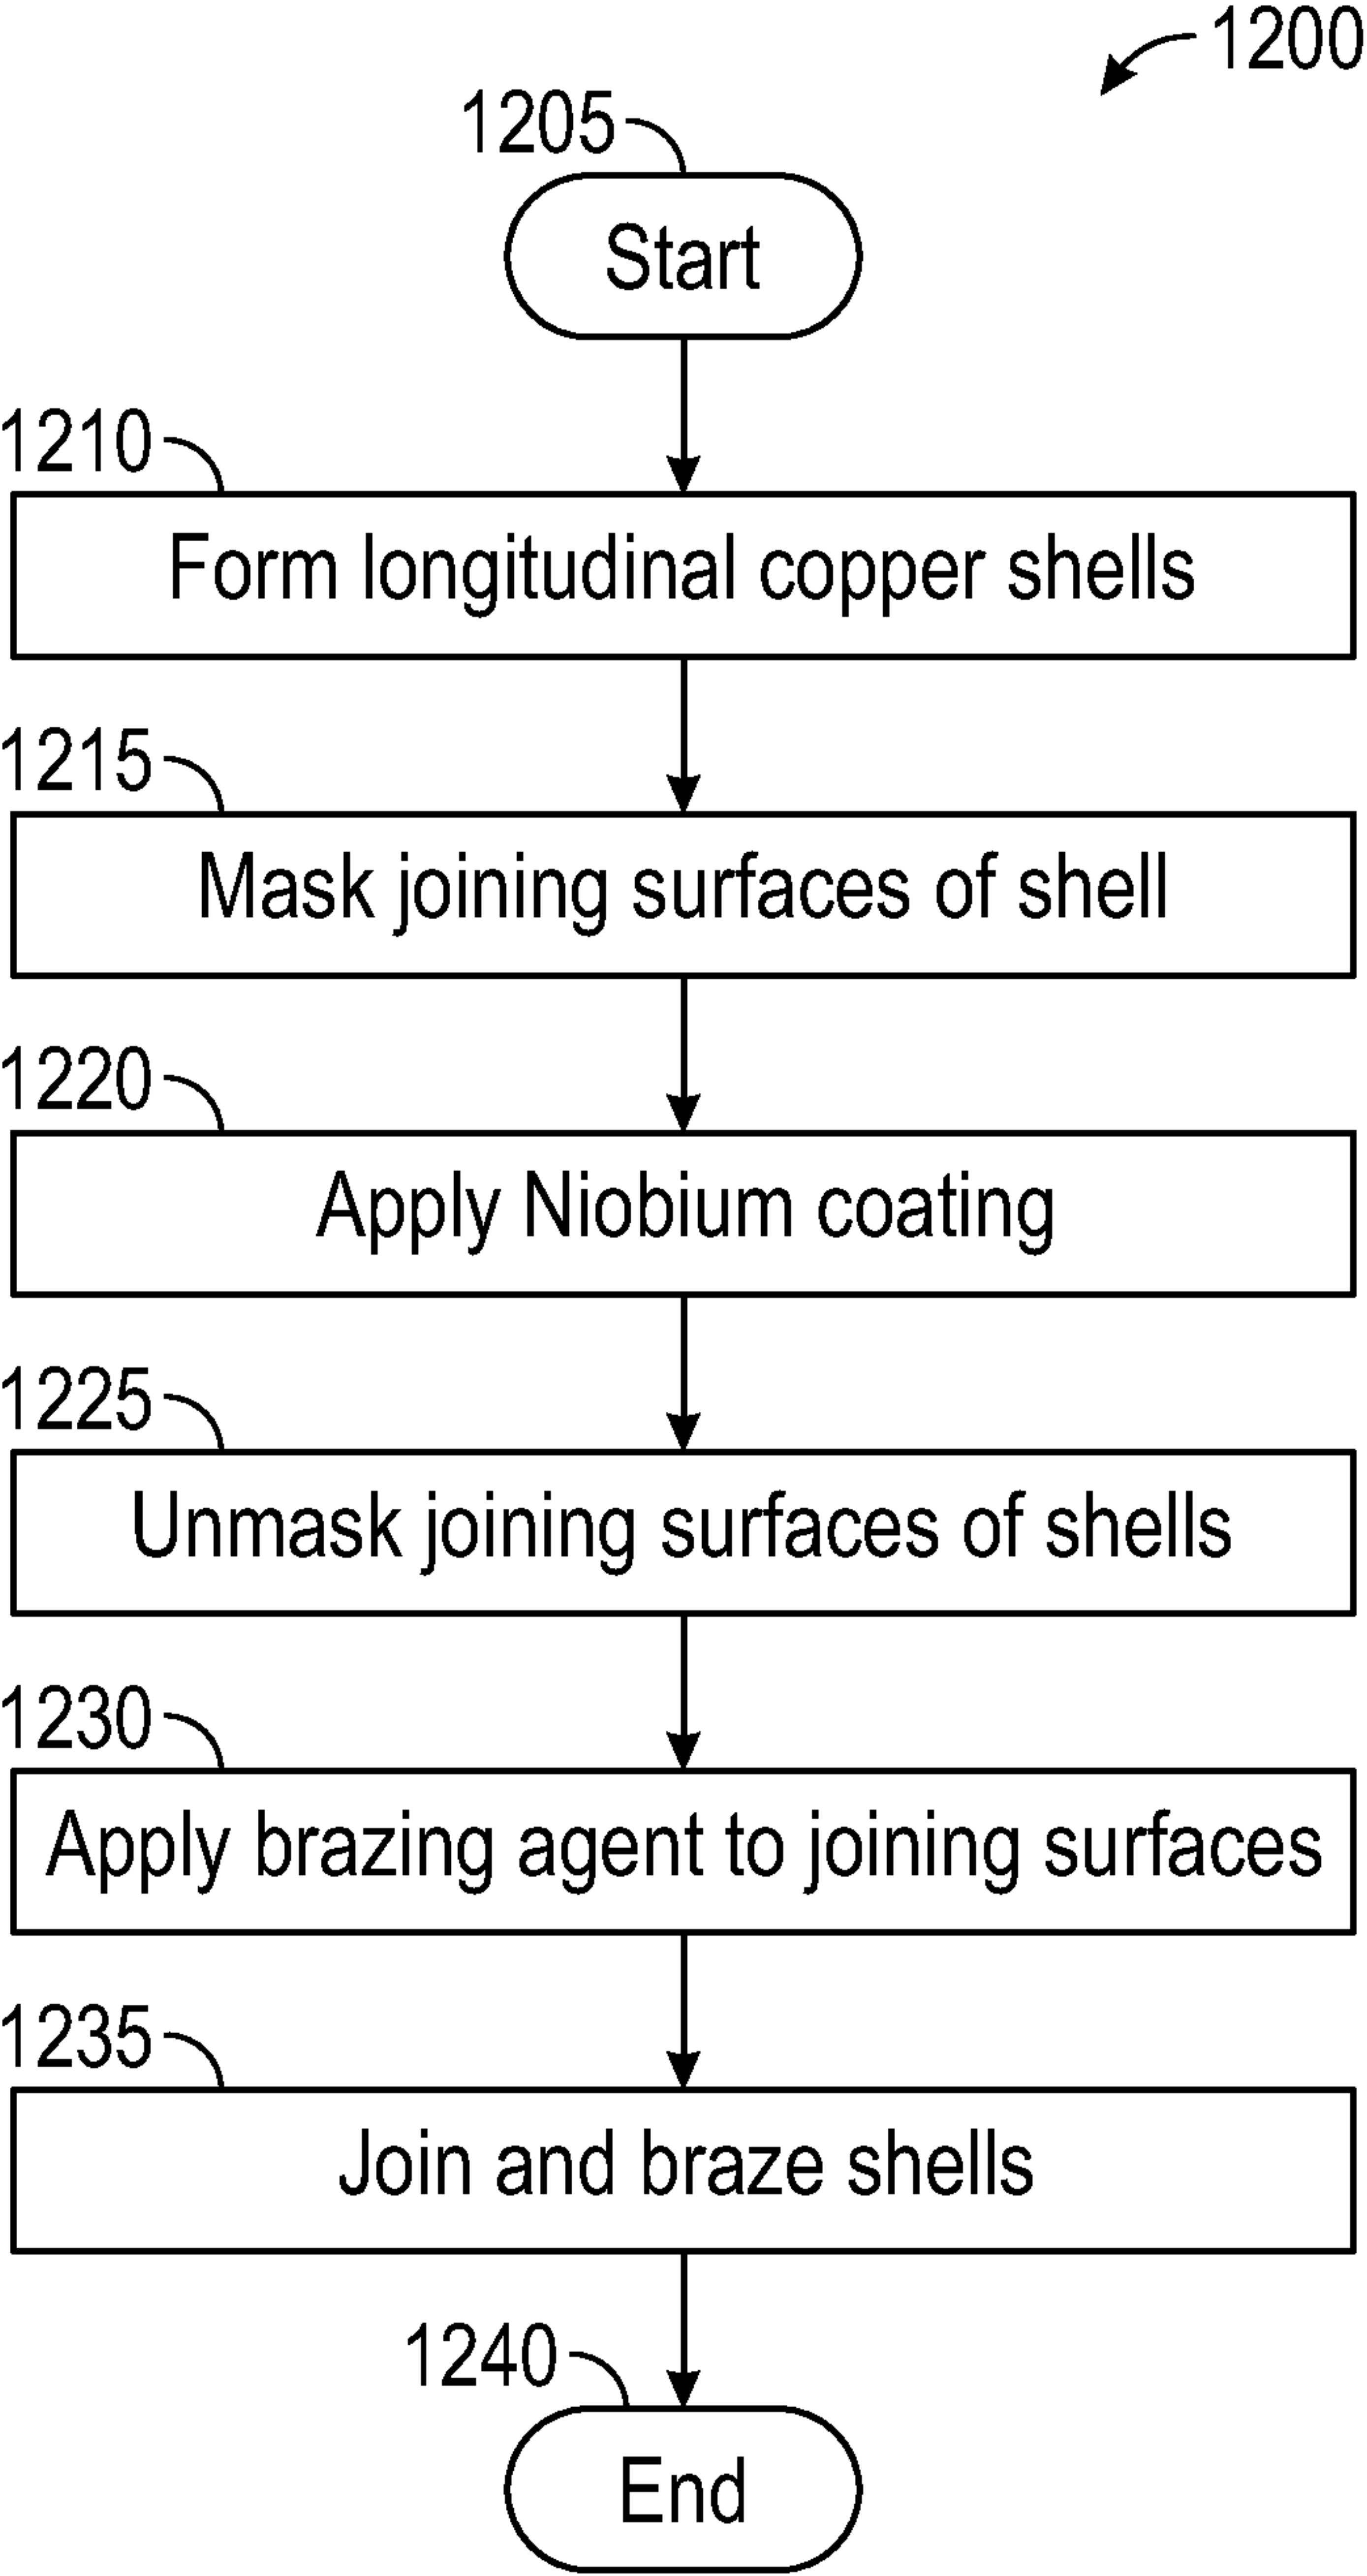 1200
1205
Start
1210
Form longitudinal copper shells
1215
Mask joining surfaces of shell
1220
Apply Niobium coating
1225
Unmask joining surfaces of shells
1230
Apply brazing agent to joining surfaces
1235
Join and braze shells
1240
End